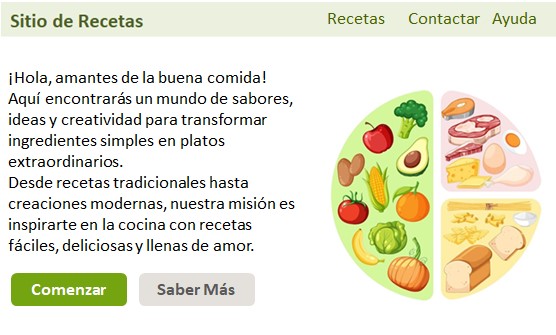 Sitio de Recetas
Recetas Contactar Ayuda
¡Hola, amantes de la buena comida!
Aquí encontrarás un mundo de sabores,
ideas y creatividad para transformar
ingredientes simples en platos
extraordinarios.
Desde recetas tradicionales hasta
creaciones modernas, nuestra misión es
inspirarte en la cocina con recetas
fáciles, deliciosas y llenas de amor.
Comenzar
Saber Más